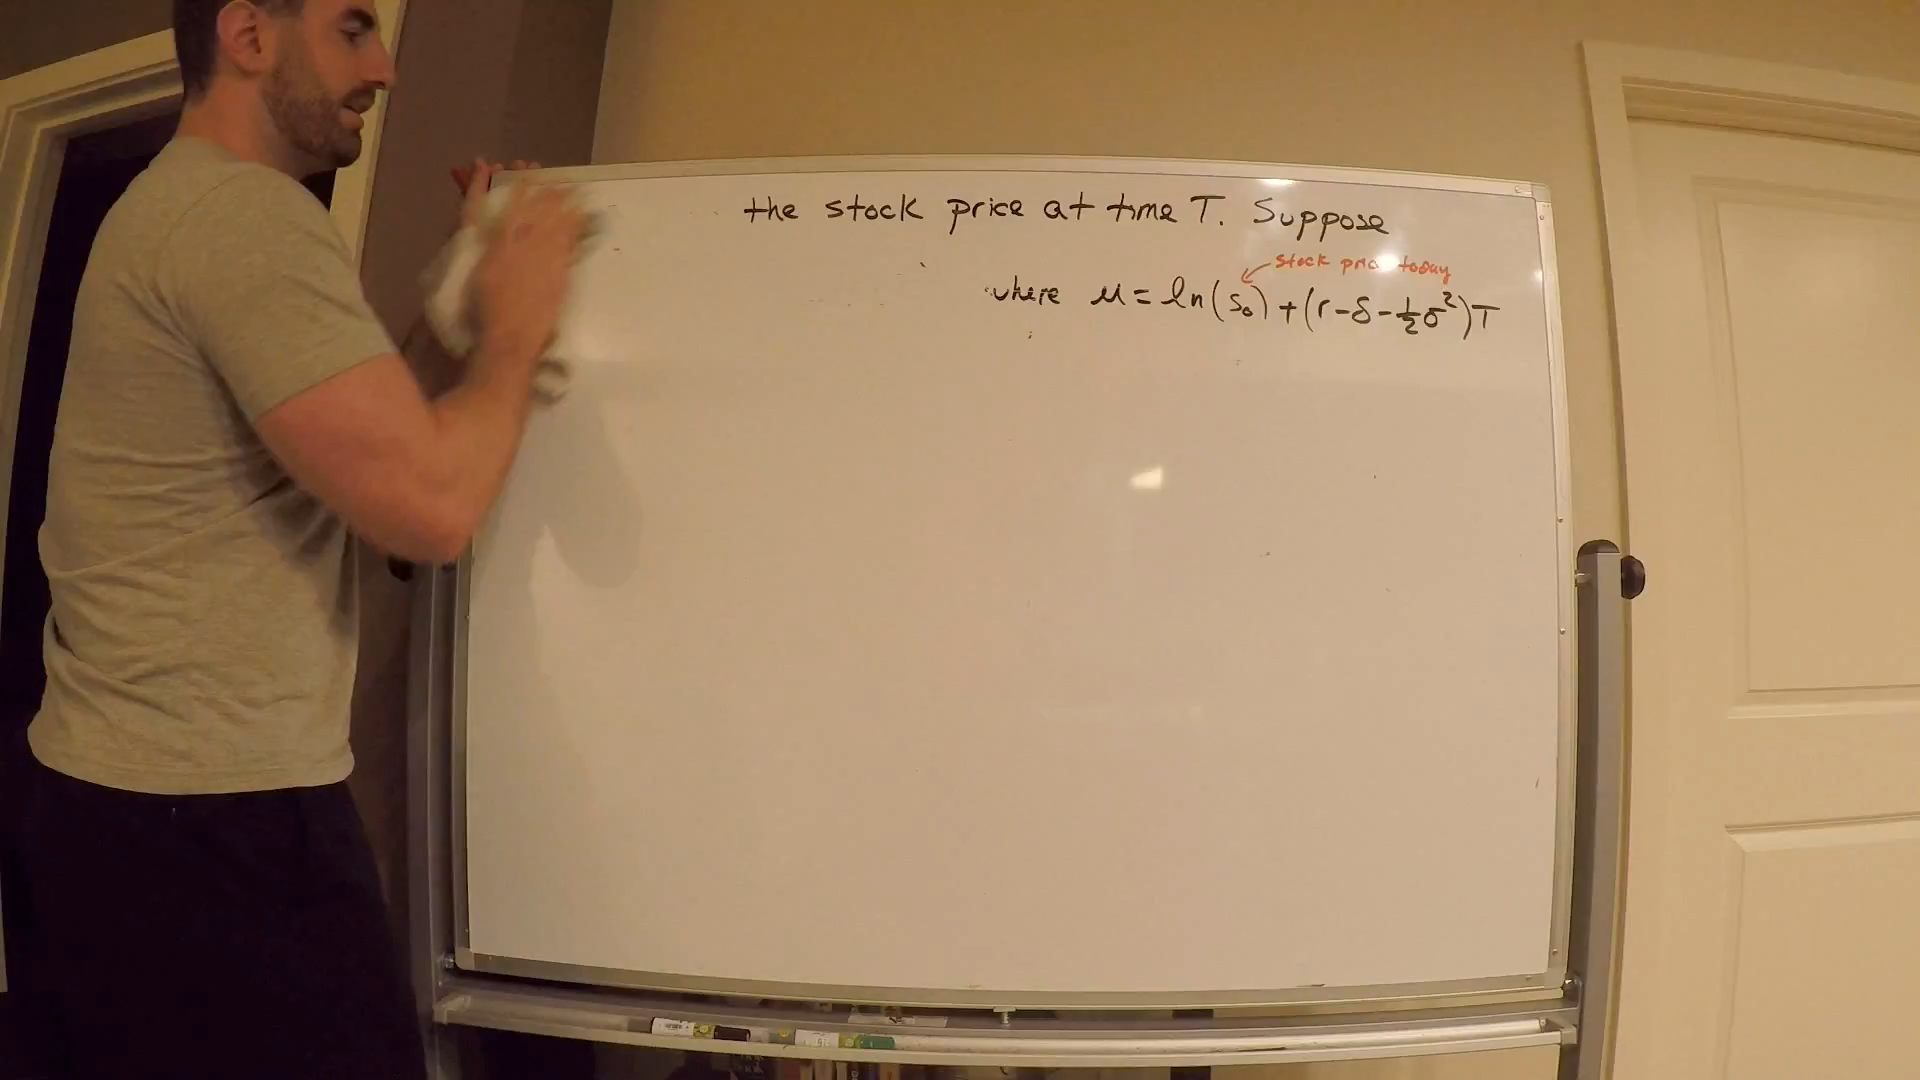 the stock price at time T. Suppose
stock price today
where μ = ln(S₀) + (r-δ-½σ²)T